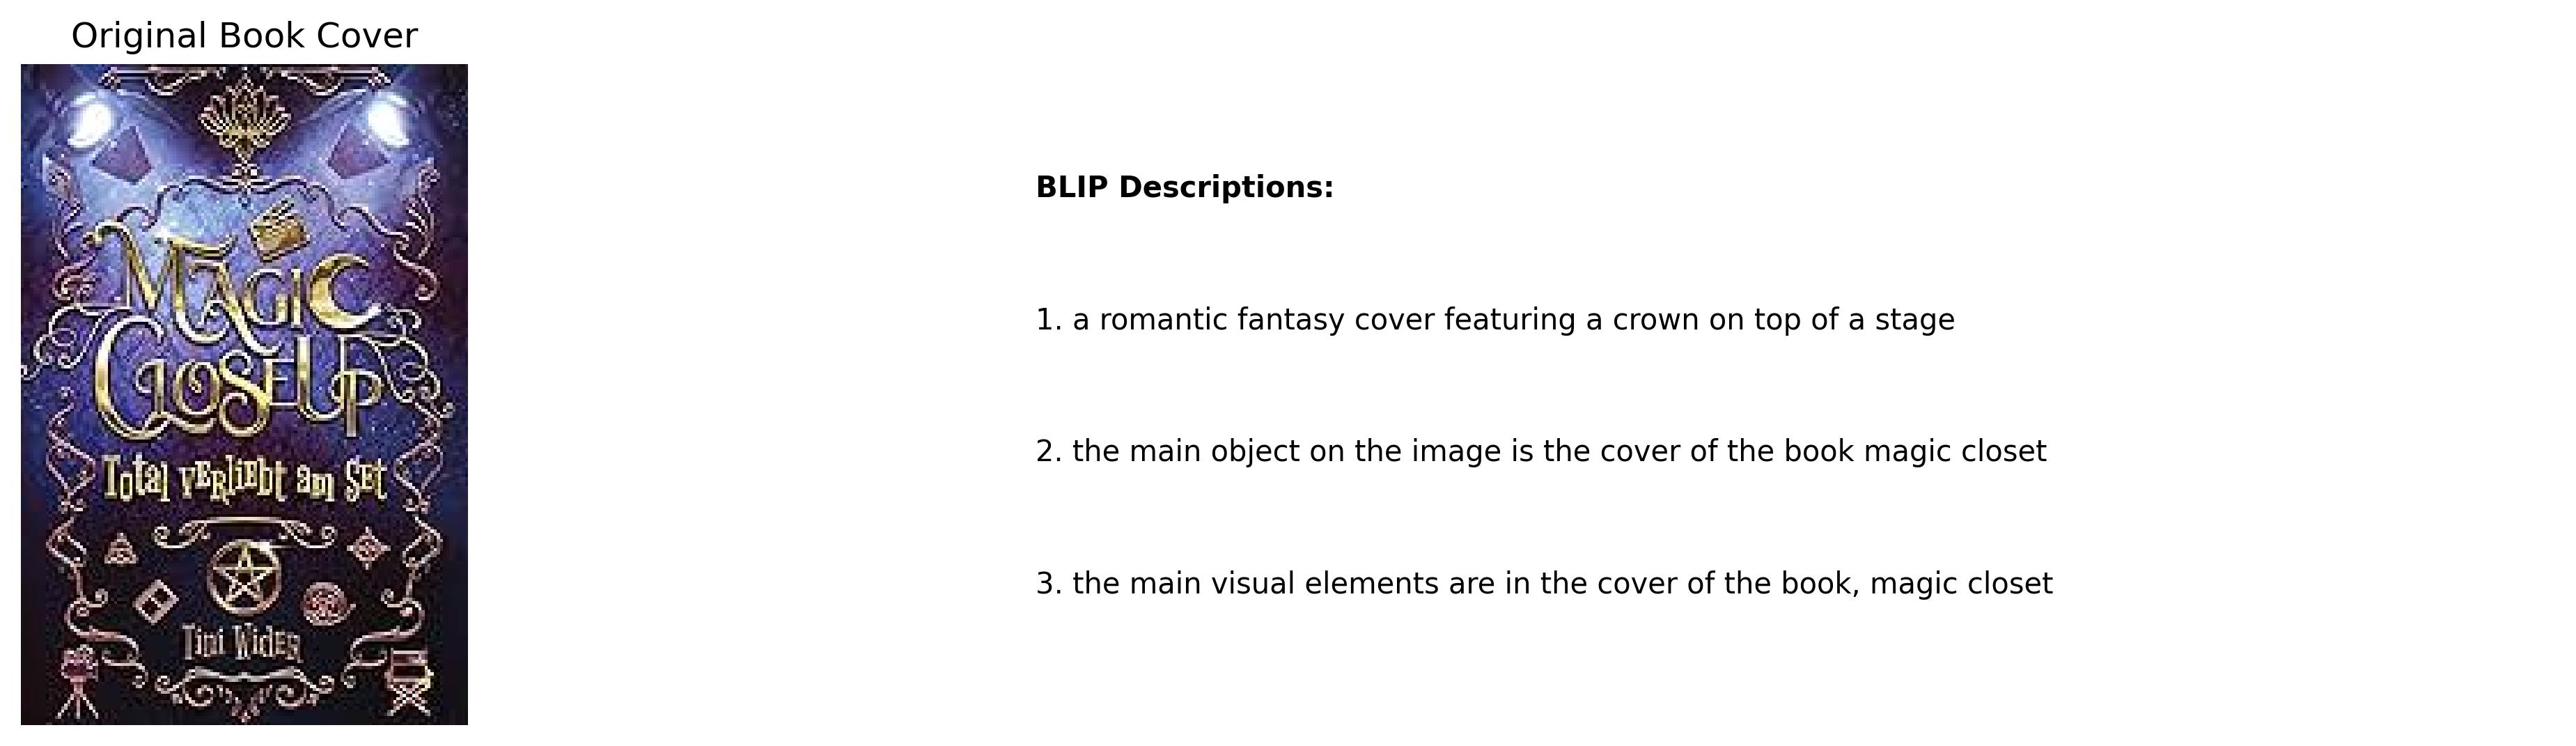 Original Book Cover
MAGIC
CLOSEUP
Total verliebt am Set
Tini Wider
BLIP Descriptions:
1. a romantic fantasy cover featuring a crown on top of a stage
2. the main object on the image is the cover of the book magic closet
3. the main visual elements are in the cover of the book, magic closet